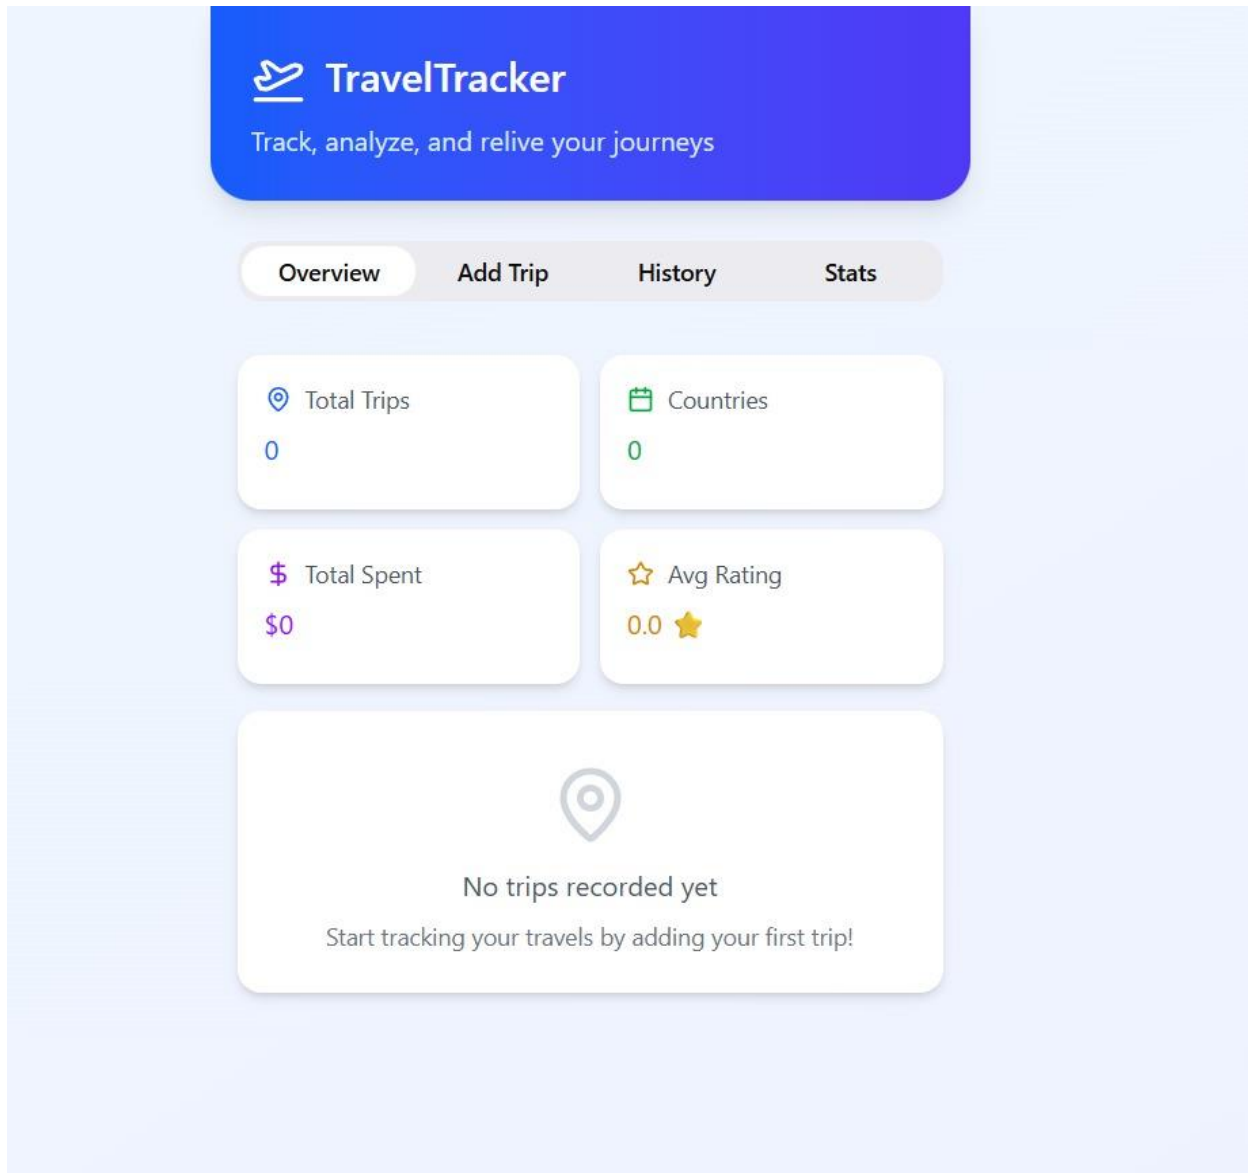 TravelTracker
Track, analyze, and relive your journeys
Overview Add Trip History Stats
Total Trips
0
Countries
0
Total Spent
$0
Avg Rating
0.0 ⭐
No trips recorded yet
Start tracking your travels by adding your first trip!